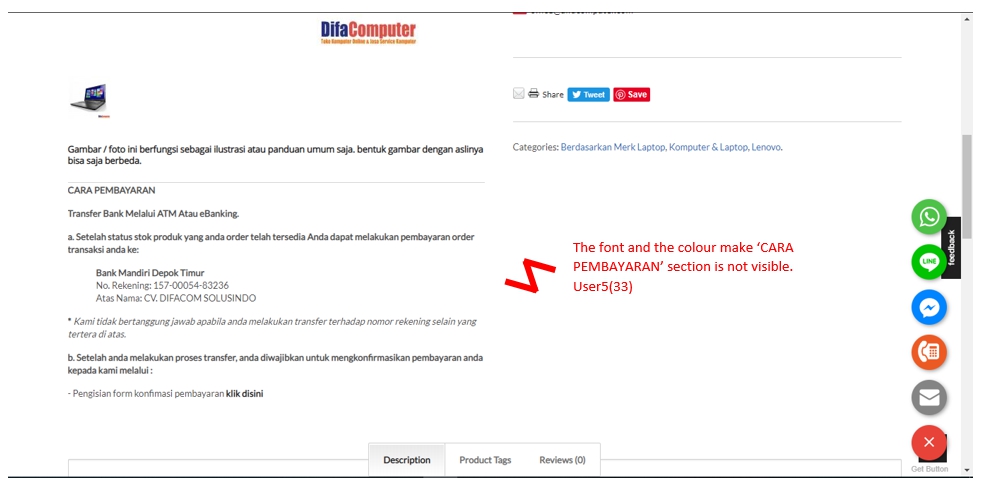 DifaComputer
Toko Komputer Online & Jasa Service Komputer
Share Tweet Save
Gambar / foto ini berfungsi sebagai ilustrasi atau panduan umum saja. bentuk gambar dengan aslinya
bisa saja berbeda.
Categories: Berdasarkan Merk Laptop, Komputer & Laptop, Lenovo.
CARA PEMBAYARAN
Transfer Bank Melalui ATM Atau eBanking.
a. Setelah status stok produk yang anda order telah tersedia Anda dapat melakukan pembayaran order
transaksi anda ke:
Bank Mandiri Depok Timur
No. Rekening: 157-00054-83236
Atas Nama: CV. DIFACOM SOLUSINDO
* Kami tidak bertanggung jawab apabila anda melakukan transfer terhadap nomor rekening selain yang
tertera di atas.
b. Setelah anda melakukan proses transfer, anda diwajibkan untuk mengkonfirmasikan pembayaran anda
kepada kami melalui :
- Pengisian form konfimasi pembayaran klik disini
The font and the colour make ‘CARA
PEMBAYARAN’ section is not visible.
User5(33)
feedback
LINE
Get Button
Description Product Tags Reviews (0)